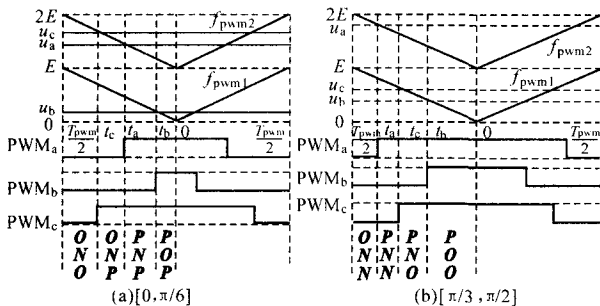 2E
u_c
u_a
f_pwm2
E
f_pwm1
u_b
0
T_pwm/2 t_c t_a t_b 0 T_pwm/2
PWM_a
PWM_b
PWM_c
O O P P
N N N O
O P P P
(a)[0,π/6]
2E
u_a
f_pwm2
E
f_pwm1
u_c
u_b
0
T_pwm/2 t_a t_c t_b 0 T_pwm/2
PWM_a
PWM_b
PWM_c
O P P P
N N N O
N N O O
(b)[π/3,π/2]